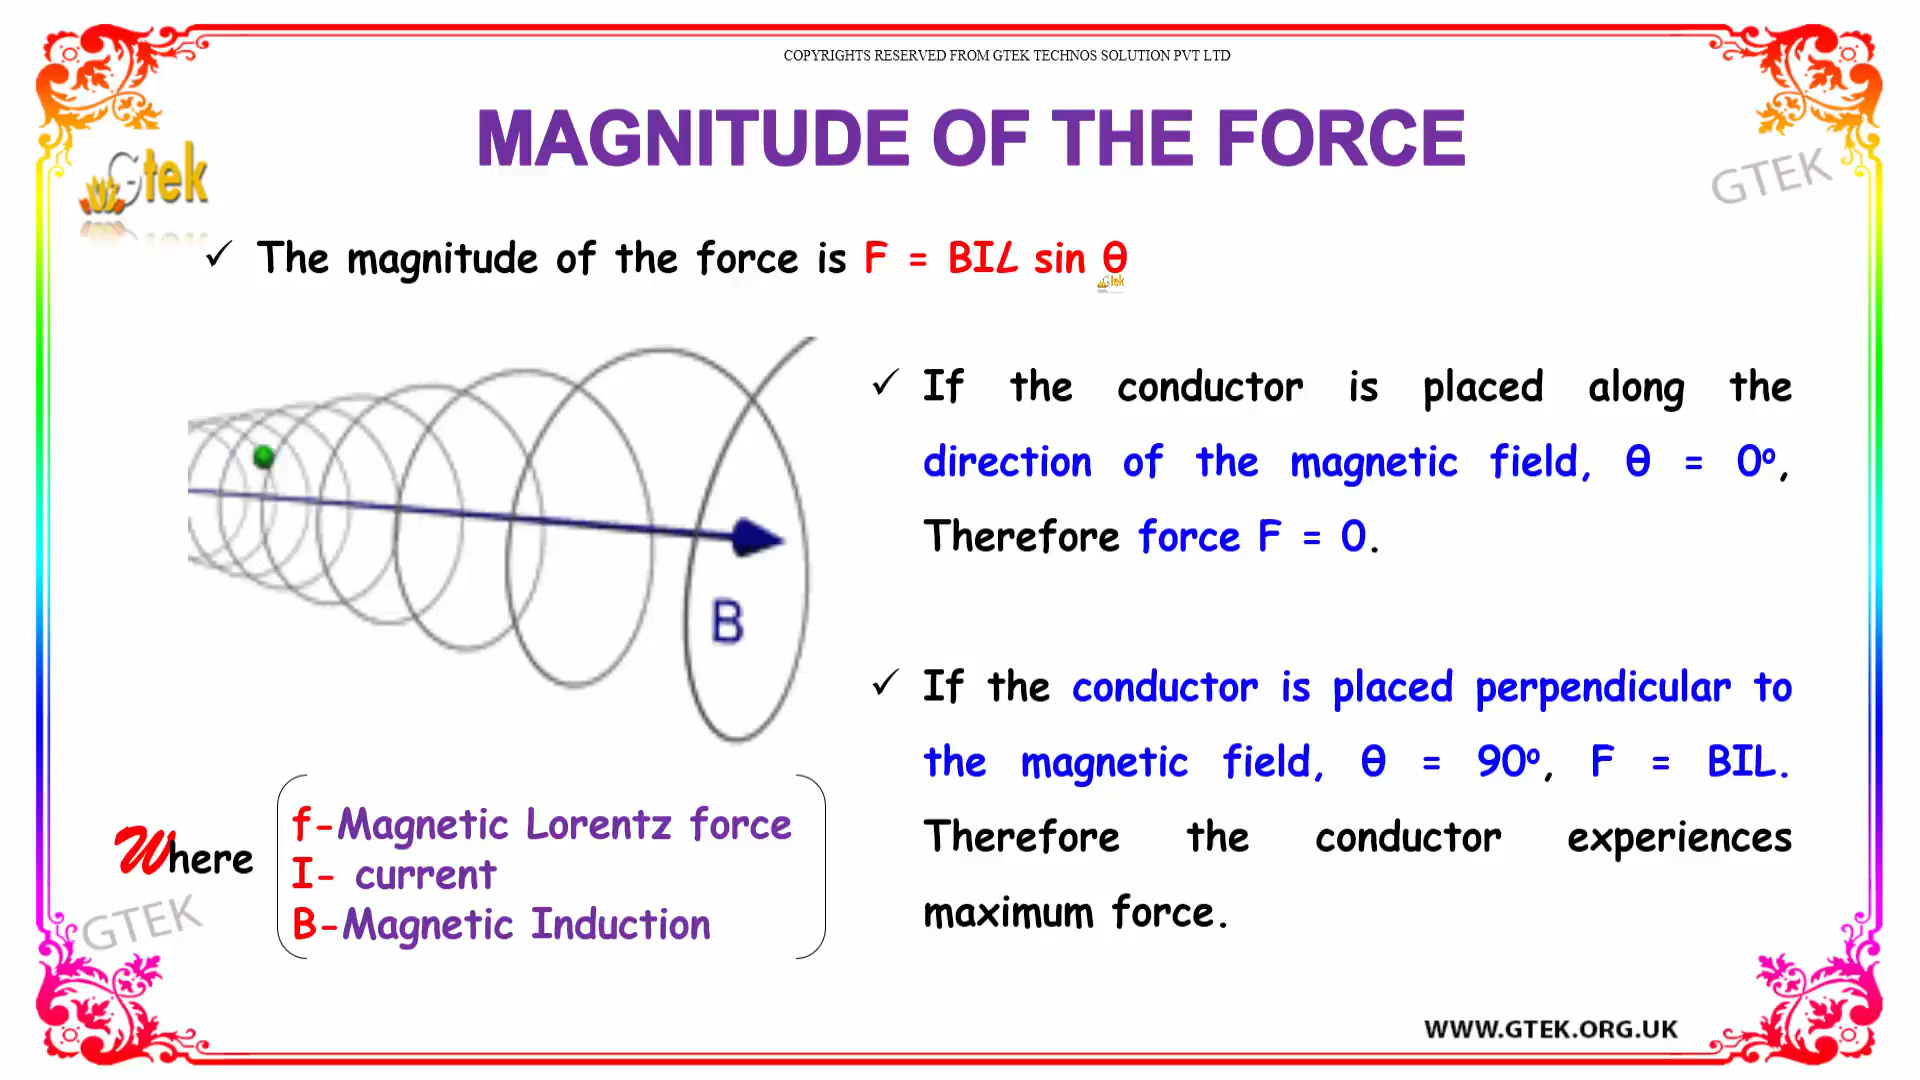 COPYRIGHTS RESERVED FROM GTEK TECHNOS SOLUTION PVT LTD
MAGNITUDE OF THE FORCE
Gtek
GTEK
✓ The magnitude of the force is F = BIL sin θ
Gtek
✓ If the conductor is placed along the
direction of the magnetic field, θ = 0º,
Therefore force F = 0.
B
✓ If the conductor is placed perpendicular to
the magnetic field, θ = 90º, F = BIL.
Therefore the conductor experiences
maximum force.
Where
f-Magnetic Lorentz force
I- current
B-Magnetic Induction
GTEK
WWW.GTEK.ORG.UK